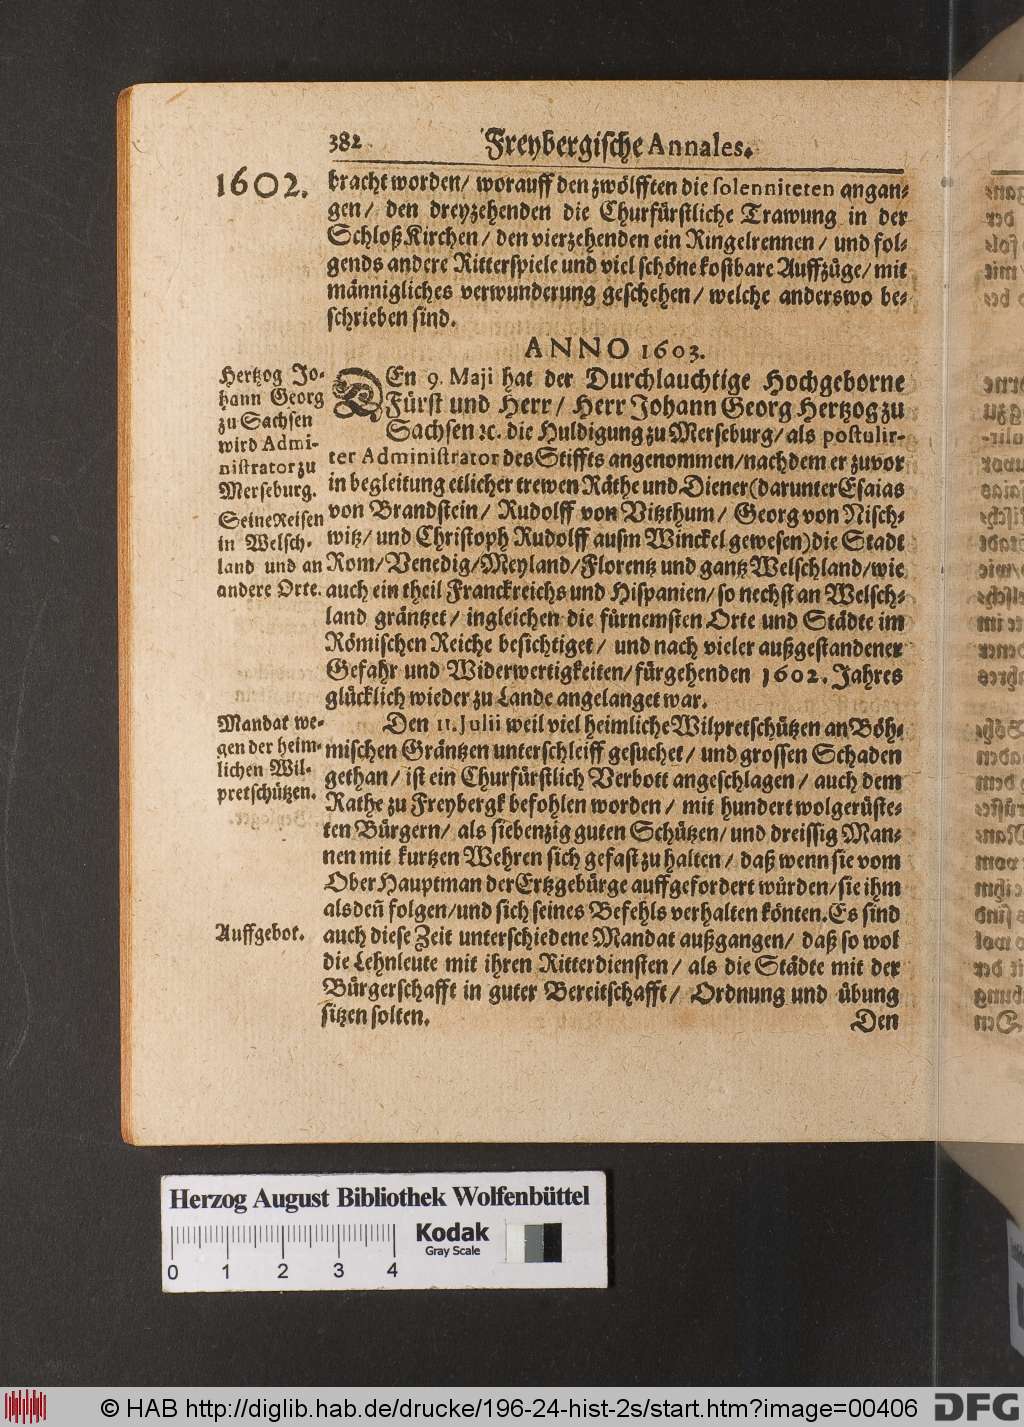 382 Freybergische Annales.
1602. bracht worden/ worauff den zwölfften die solenniteten angan-
gen/ den dreyzehenden die Churfürstliche Trawung in der
Schloß Kirchen/ den vierzehenden ein Ringelrennen/ und fol-
gends andere Ritterspiele und viel schöne kostbare Auffzüge/ mit
männigliches verwunderung geschehen/ welche anderswo be-
schrieben sind.
ANNO 1603.
Hertzog Jo-
hann Georg
zu Sachsen
wird Admi-
nistrator zu
Merseburg.
Seine Reisen
in Welsch-
land und an
andere Orte.
DEn 9. Maji hat der Durchlauchtige Hochgeborne
Fürst und Herr/ Herr Johann Georg Hertzog zu
Sachsen ꝛc. die Huldigung zu Merseburg/ als postulir-
ter Administrator des Stiffts angenommen/ nachdem er zuvor
in begleitung etlicher trewen Räthe und Diener (darunter Esaias
von Brandstein/ Rudolff von Vitzthum/ Georg von Nisch-
witz/ und Christoph Rudolff ausm Winckel gewesen) die Stadt
Rom/ Venedig/ Meyland/ Florentz und gantz Welschland/ wie
auch ein theil Franckreichs und Hispanien/ so nechst an Welsch-
land gräntzet/ ingleichen die fürnemsten Orte und Städte im
Römischen Reiche besichtiget/ und nach vieler außgestandener
Gefahr und Widerwertigkeiten/ fürgehenden 1602. Jahres
glücklich wieder zu Lande angelanget war.
Mandat we-
gen der heim-
lichen Wil-
pretschützen.
Den 11. Julii weil viel heimliche Wilpretschützen an Böh-
mischen Gräntzen unterschleiff gesuchet/ und grossen Schaden
gethan/ ist ein Churfürstlich Verbott angeschlagen/ auch dem
Rathe zu Freybergk befohlen worden/ mit hundert wolgerüste-
ten Bürgern/ als siebenzig guten Schützen/ und dreissig Man-
nen mit kurtzen Wehren sich gefast zu halten/ daß wenn sie vom
Ober Hauptman der Ertzgebürge auffgefordert würden/ sie ihm
alsdeñ folgen/ und sich seines Befehls verhalten könten. Es sind
Auffgebot. auch diese Zeit unterschiedene Mandat außgangen/ daß so wol
die Lehnleute mit ihren Ritterdiensten/ als die Städte mit der
Bürgerschafft in guter Bereitschafft/ Ordnung und übung
sitzen solten.
Den
Herzog August Bibliothek Wolfenbüttel
Kodak
Gray Scale
0 1 2 3 4
© HAB http://diglib.hab.de/drucke/196-24-hist-2s/start.htm?image=00406 DFG